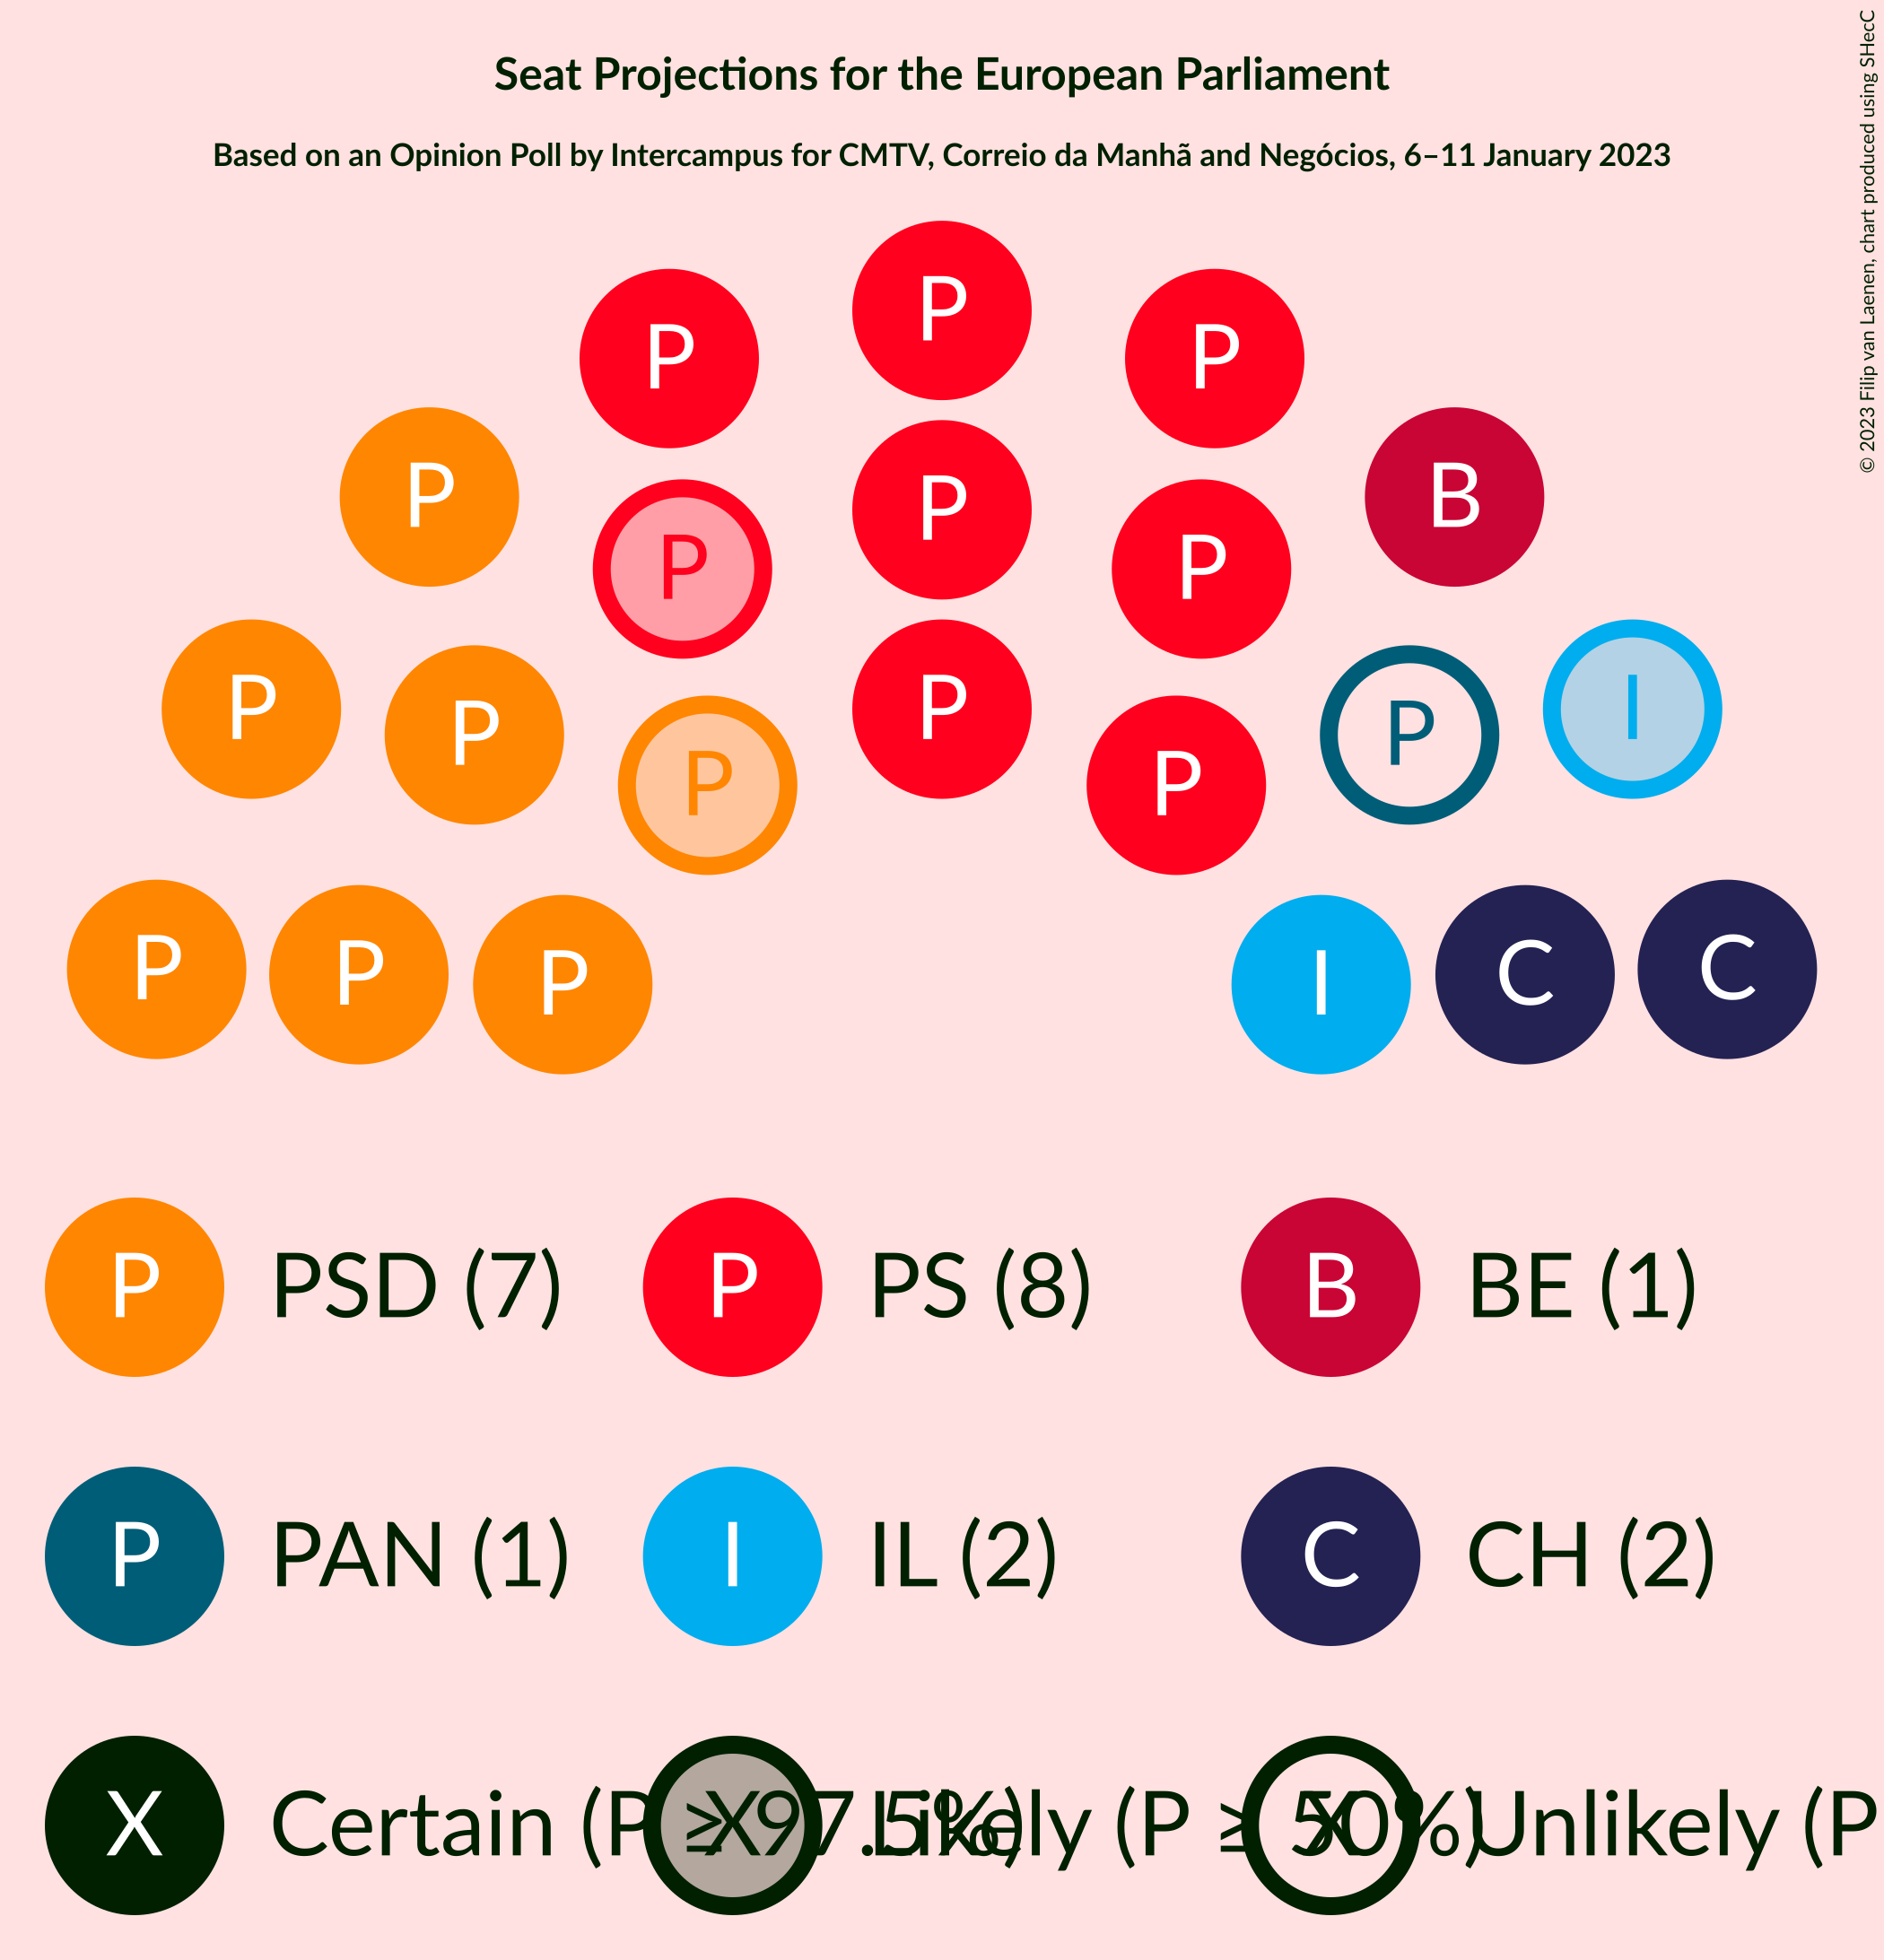 Seat Projections for the European Parliament
Based on an Opinion Poll by Intercampus for CMTV, Correio da Manhã and Negócios, 6–11 January 2023
© 2023 Filip van Laenen, chart produced using SHecC
P
P P
P
P B
P P
P
P P I
P P
P P
P P C C
P I
P PSD (7) P PS (8) B BE (1)
P PAN (1) I IL (2) C CH (2)
X Certain (P ≥ 97.5%) X Likely (P ≥ 50%) X Unlikely (P